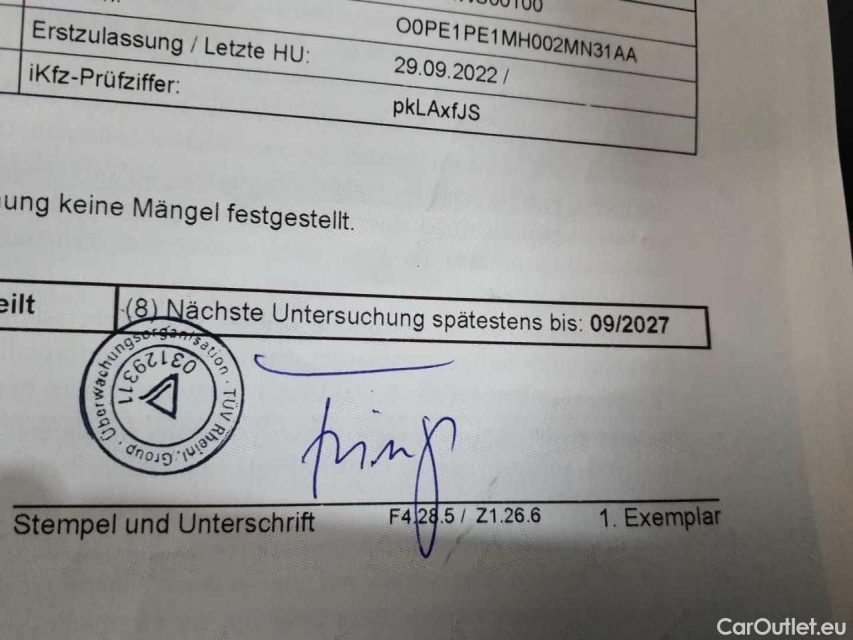 O0PE1PE1MH002MN31AA
Erstzulassung / Letzte HU:
29.09.2022 /
iKfz-Prüfziffer:
pkLAxfJS
ung keine Mängel festgestellt.
eilt
(8) Nächste Untersuchung spätestens bis: 09/2027
Überwachungsorganisation · TÜV Rheinl. Group ·
03129311
Stempel und Unterschrift
F4.28.5 / Z1.26.6
1. Exemplar
CarOutlet.eu